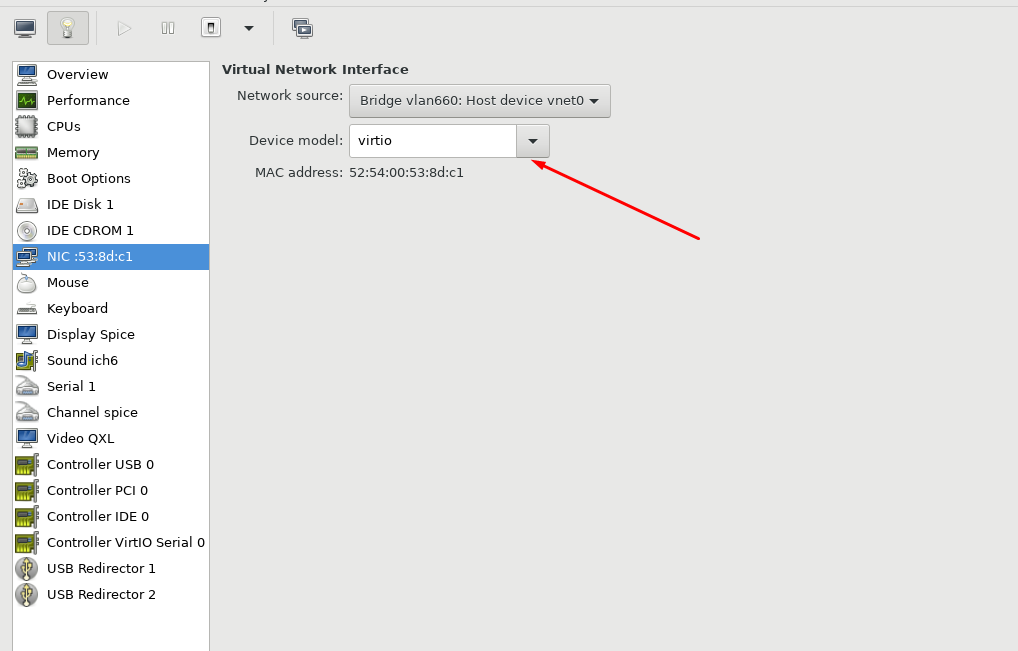 Overview
Performance
CPUs
Memory
Boot Options
IDE Disk 1
IDE CDROM 1
NIC :53:8d:c1
Mouse
Keyboard
Display Spice
Sound ich6
Serial 1
Channel spice
Video QXL
Controller USB 0
Controller PCI 0
Controller IDE 0
Controller VirtIO Serial 0
USB Redirector 1
USB Redirector 2
Virtual Network Interface
Network source: Bridge vlan660: Host device vnet0
Device model: virtio
MAC address: 52:54:00:53:8d:c1